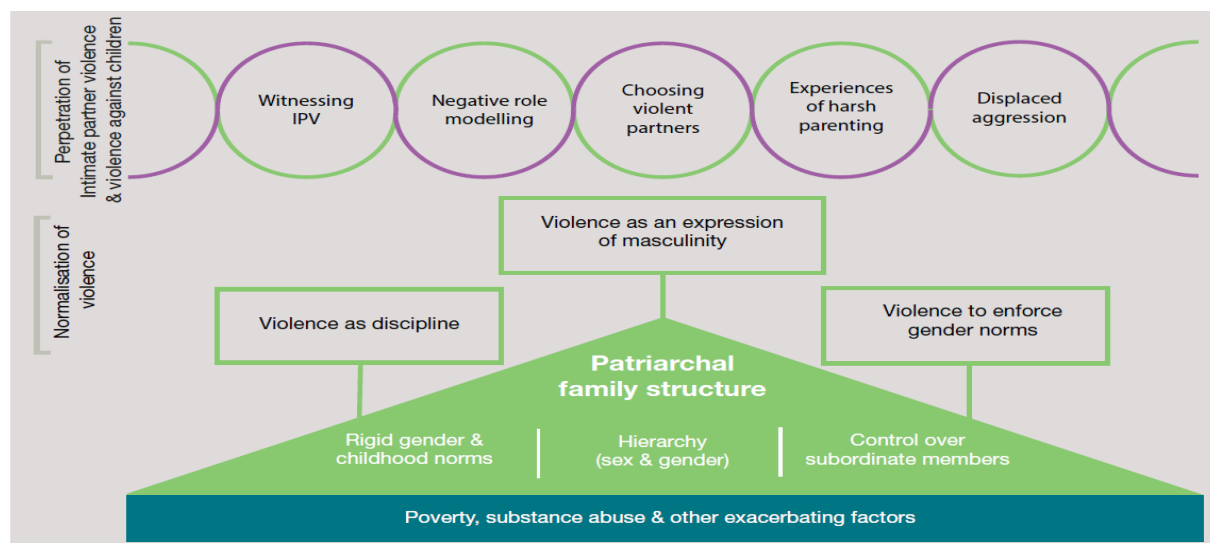 Perpetration of
Intimate partner violence
& violence against children
Witnessing
IPV
Negative role
modelling
Choosing
violent
partners
Experiences
of harsh
parenting
Displaced
aggression
Normalisation of
violence
Violence as an expression
of masculinity
Violence as discipline
Violence to enforce
gender norms
Patriarchal
family structure
Rigid gender &
childhood norms
Hierarchy
(sex & gender)
Control over
subordinate members
Poverty, substance abuse & other exacerbating factors